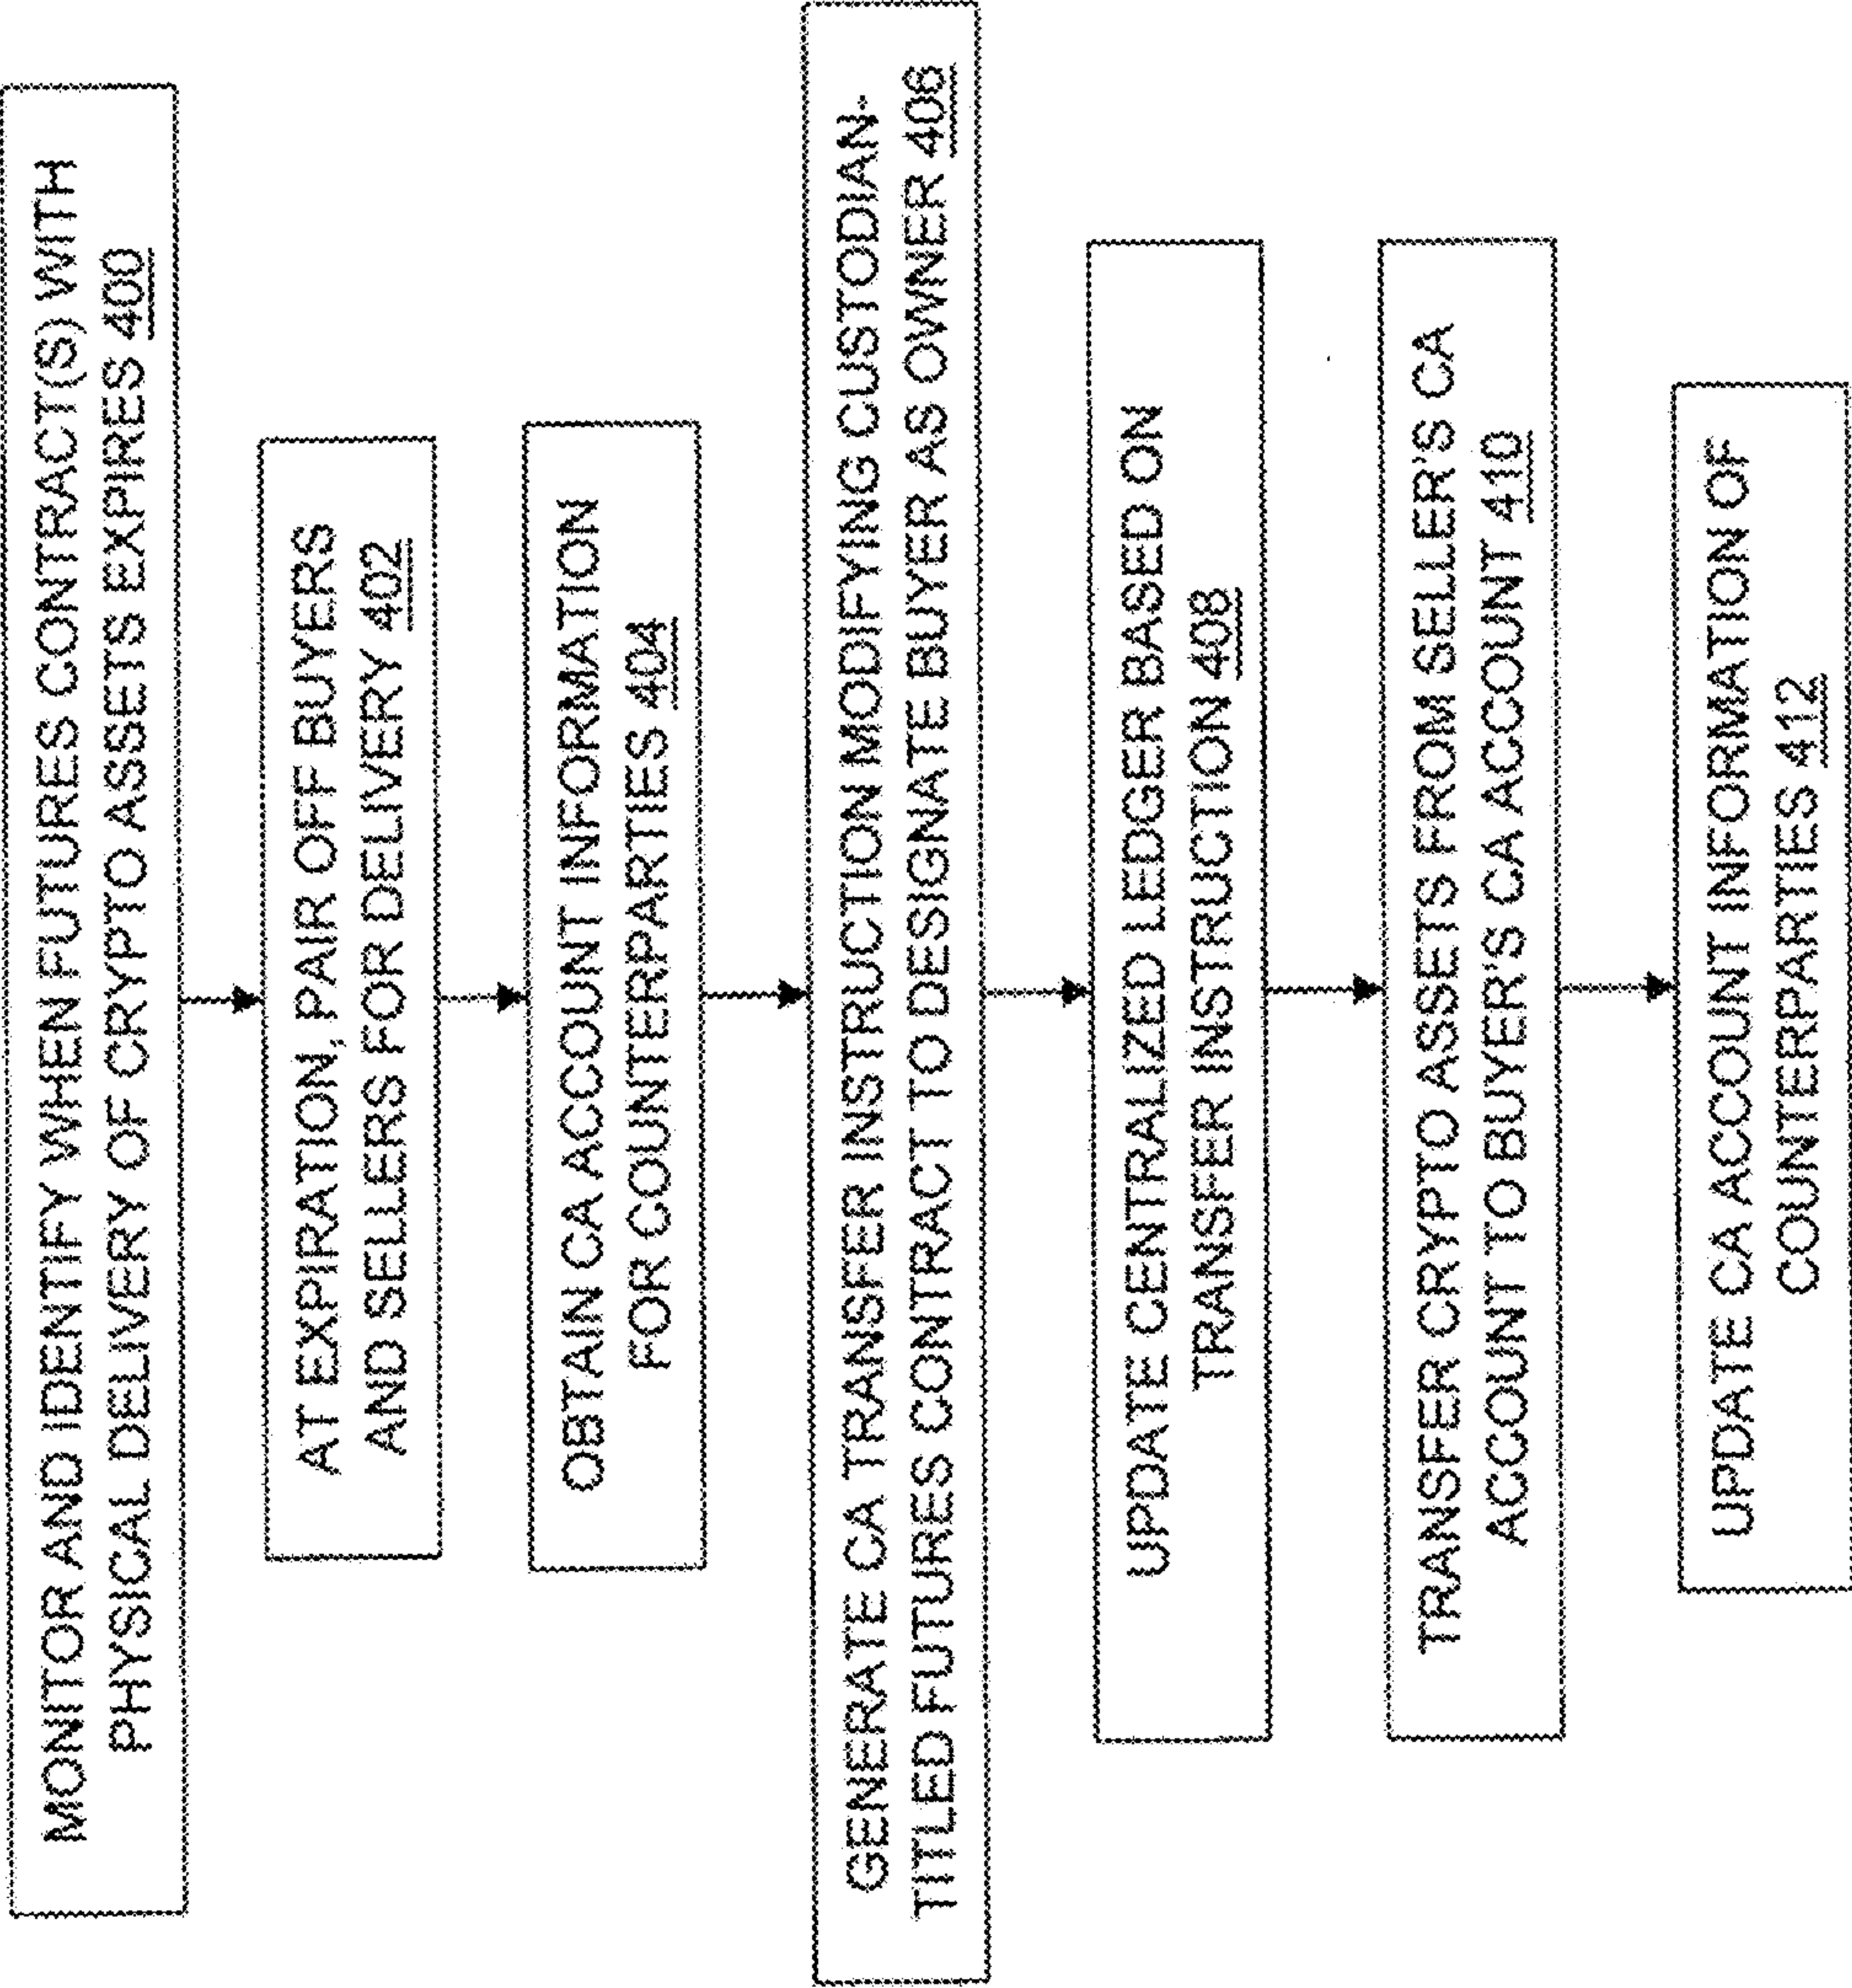 MONITOR AND IDENTIFY WHEN FUTURES CONTRACT(S) WITH
PHYSICAL DELIVERY OF CRYPTO ASSETS EXPIRES 400
AT EXPIRATION, PAIR OFF BUYERS
AND SELLERS FOR DELIVERY 402
OBTAIN CA ACCOUNT INFORMATION
FOR COUNTERPARTIES 404
GENERATE CA TRANSFER INSTRUCTION MODIFYING CUSTODIAN-
TITLED FUTURES CONTRACT TO DESIGNATE BUYER AS OWNER 406
UPDATE CENTRALIZED LEDGER BASED ON
TRANSFER INSTRUCTION 408
TRANSFER CRYPTO ASSETS FROM SELLER'S CA
ACCOUNT TO BUYER'S CA ACCOUNT 410
UPDATE CA ACCOUNT INFORMATION OF
COUNTERPARTIES 412